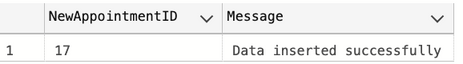 NewAppointmentID Message
1 17 Data inserted successfully